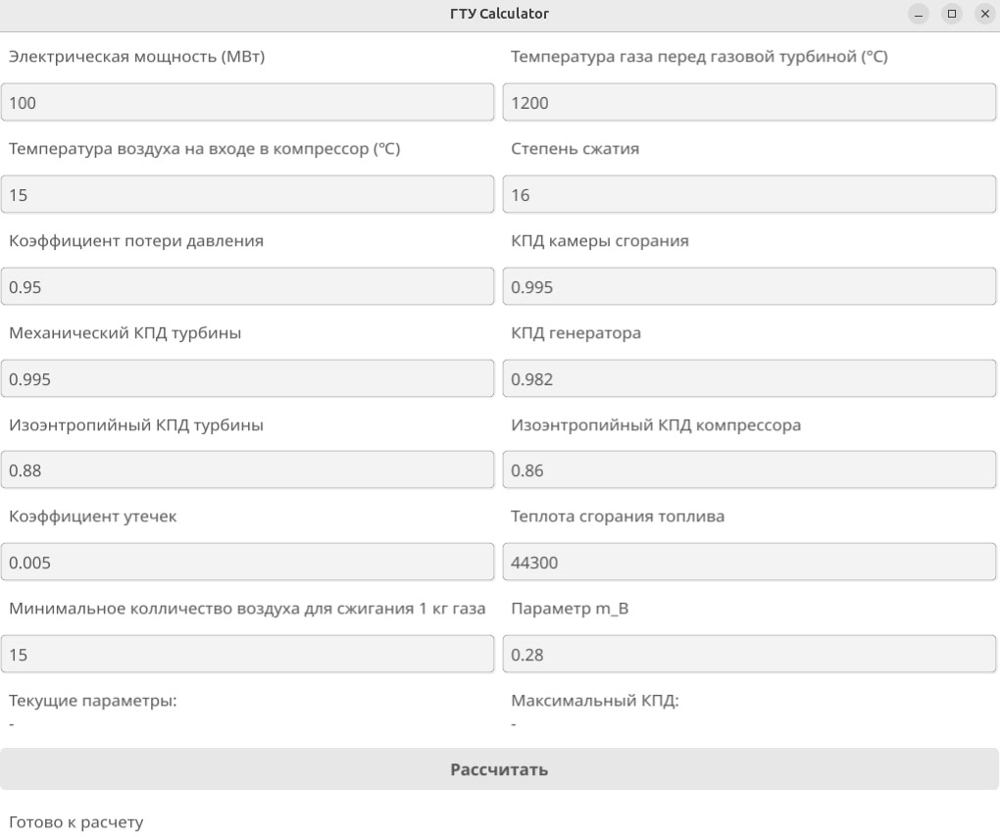 ГТУ Calculator
Электрическая мощность (МВт)
Температура газа перед газовой турбиной (°C)
100
1200
Температура воздуха на входе в компрессор (°C)
Степень сжатия
15
16
Коэффициент потери давления
КПД камеры сгорания
0.95
0.995
Механический КПД турбины
КПД генератора
0.995
0.982
Изоэнтропийный КПД турбины
Изоэнтропийный КПД компрессора
0.88
0.86
Коэффициент утечек
Теплота сгорания топлива
0.005
44300
Минимальное колличество воздуха для сжигания 1 кг газа
Параметр m_B
15
0.28
Текущие параметры:
Максимальный КПД:
-
-
Рассчитать
Готово к расчету